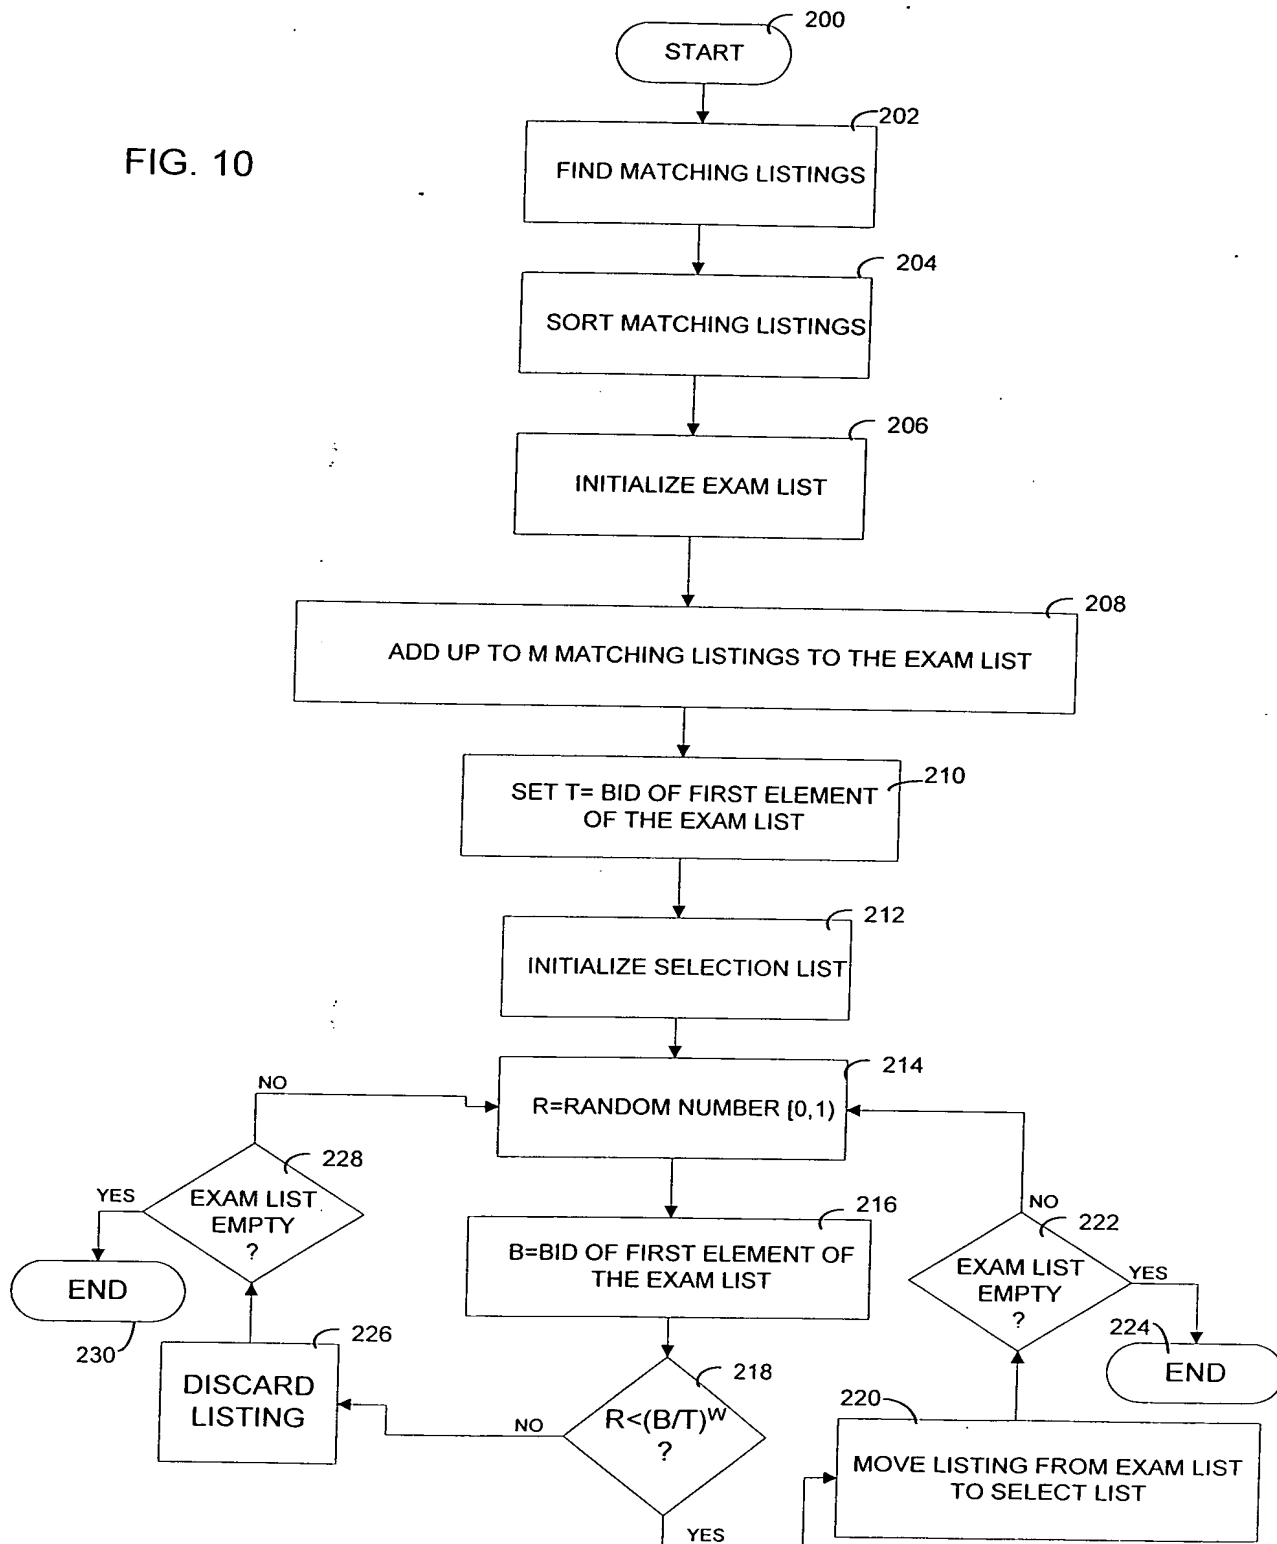 200
START
FIG. 10
202
FIND MATCHING LISTINGS
204
SORT MATCHING LISTINGS
206
INITIALIZE EXAM LIST
208
ADD UP TO M MATCHING LISTINGS TO THE EXAM LIST
210
SET T= BID OF FIRST ELEMENT
OF THE EXAM LIST
212
INITIALIZE SELECTION LIST
214
NO
R=RANDOM NUMBER [0,1)
228
YES
EXAM LIST
EMPTY
?
216
B=BID OF FIRST ELEMENT OF
THE EXAM LIST
NO
222
EXAM LIST
EMPTY
?
YES
END
230
226
DISCARD
LISTING
224
END
218
R<(B/T)^W
?
NO
220
MOVE LISTING FROM EXAM LIST
TO SELECT LIST
YES